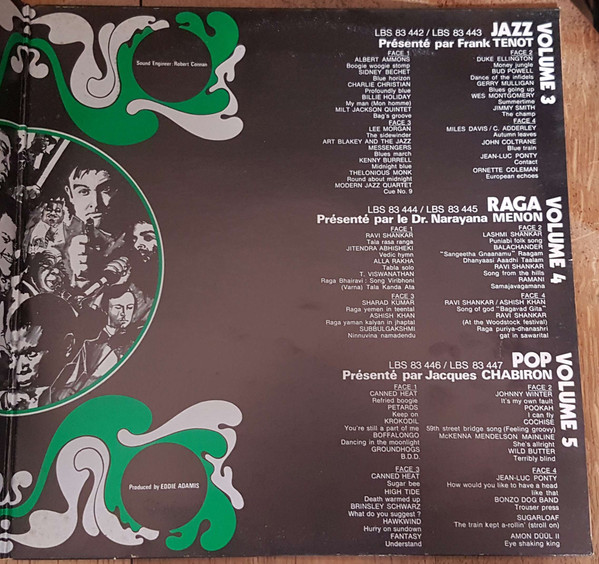 Sound Engineer: Robert Connan
Produced by EDDIE ADAMIS
VOLUME 3
JAZZ
LBS 83 442 / LBS 83 443
Présenté par Frank TENOT
FACE 1
ALBERT AMMONS
Boogie woogie stomp
SIDNEY BECHET
Blue horizon
CHARLIE CHRISTIAN
Profoundly blue
BILLIE HOLIDAY
My man (Mon homme)
MILT JACKSON QUINTET
Bag's groove
FACE 3
LEE MORGAN
The sidewinder
ART BLAKEY AND THE JAZZ
MESSENGERS
Blues march
KENNY BURRELL
Midnight blue
THELONIOUS MONK
Round about midnight
MODERN JAZZ QUARTET
Cue No. 9
FACE 2
DUKE ELLINGTON
Money jungle
BUD POWELL
Dance of the infidels
GERRY MULLIGAN
Blues going up
WES MONTGOMERY
Summertime
JIMMY SMITH
The champ
FACE 4
MILES DAVIS / C. ADDERLEY
Autumn leaves
JOHN COLTRANE
Blue train
JEAN-LUC PONTY
Contact
ORNETTE COLEMAN
European echoes
VOLUME 4
RAGA
LBS 83 444 / LBS 83 445
Présenté par le Dr. Narayana MENON
FACE 1
RAVI SHANKAR
Tala rasa ranga
JITENDRA ABHISHEKI
Vedic hymn
ALLA RAKHA
Tabla solo
T. VISWANATHAN
Raga Bhairavi : Song Viribhoni
(Varna) Tala Kanda Ata
FACE 3
SHARAD KUMAR
Raga yemen in teental
ASHISH KHAN
Raga yaman kalyan in jhaptal
SUBBULGAKSHMI
Ninnuvina namadendu
FACE 2
LASHMI SHANKAR
Punjabi folk song
BALACHANDER
"Sangeetha Gnaanamu" Raagam
Dhanyaasi Aadhi Taalam
RAVI SHANKAR
Song from the hills
RAMANI
Samajavagamana
FACE 4
RAVI SHANKAR / ASHISH KHAN
Song of god "Bagavad Gita"
RAVI SHANKAR
(At the Woodstock festival)
Raga puriya-dhanashri
gat in sawarital
VOLUME 5
POP
LBS 83 446 / LBS 83 447
Présenté par Jacques CHABIRON
FACE 1
CANNED HEAT
Refried boogie
PETARDS
Keep on
KROKODIL
You're still a part of me
BOFFALONGO
Dancing in the moonlight
GROUNDHOGS
B.D.D.
FACE 3
CANNED HEAT
Sugar bee
HIGH TIDE
Death warmed up
BRINSLEY SCHWARZ
What do you suggest ?
HAWKWIND
Hurry on sundown
FANTASY
Understand
FACE 2
JOHNNY WINTER
It's my own fault
POOKAH
I can fly
COCHISE
59th street bridge song (Feeling groovy)
McKENNA MENDELSON MAINLINE
She's allright
WILD BUTTER
Terribly blind
FACE 4
JEAN-LUC PONTY
How would you like to have a head
like that
BONZO DOG BAND
Trouser press
SUGARLOAF
The train kept a-rollin' (stroll on)
AMON DÜÜL II
Eye shaking king